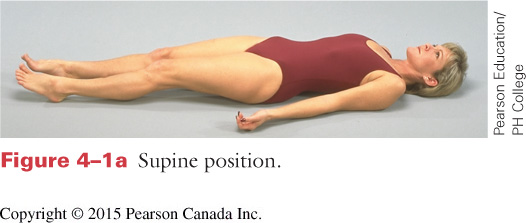 Pearson Education/
PH College
Figure 4–1a Supine position.
Copyright © 2015 Pearson Canada Inc.